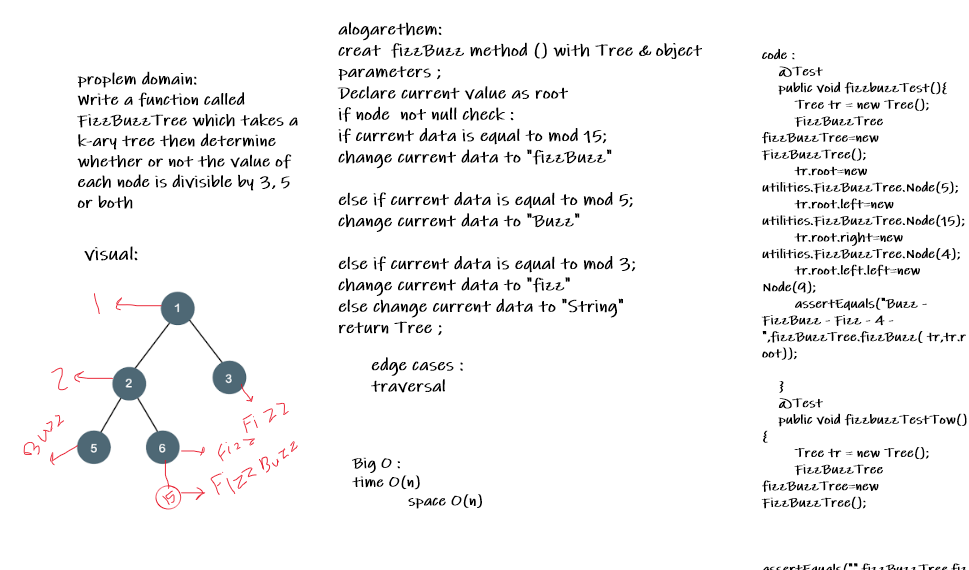 proplem domain:
Write a function called
FizzBuzzTree which takes a
k-ary tree then determine
whether or not the value of
each node is divisible by 3, 5
or both
visual:
1
1
2
2
3
Buzz
5
6
Fizz
Fizz
15
FizzBuzz
alogarethem:
creat fizzBuzz method () with Tree & object
parameters ;
Declare current value as root
if node not null check :
if current data is equal to mod 15;
change current data to "fizzBuzz"
else if current data is equal to mod 5;
change current data to "Buzz"
else if current data is equal to mod 3;
change current data to "fizz"
else change current data to "String"
return Tree ;
edge cases :
traversal
Big O :
time O(n)
space O(n)
code :
@Test
public void fizzbuzzTest(){
Tree tr = new Tree();
FizzBuzzTree
fizzBuzzTree=new
FizzBuzzTree();
tr.root=new
utilities.FizzBuzzTree.Node(5);
tr.root.left=new
utilities.FizzBuzzTree.Node(15);
tr.root.right=new
utilities.FizzBuzzTree.Node(4);
tr.root.left.left=new
Node(9);
assertEquals("Buzz -
FizzBuzz - Fizz - 4 -
",fizzBuzzTree.fizzBuzz( tr,tr.r
oot));
}
@Test
public void fizzbuzzTestTow()
{
Tree tr = new Tree();
FizzBuzzTree
fizzBuzzTree=new
FizzBuzzTree();
assertEquals("",fizzBuzzTree.fiz